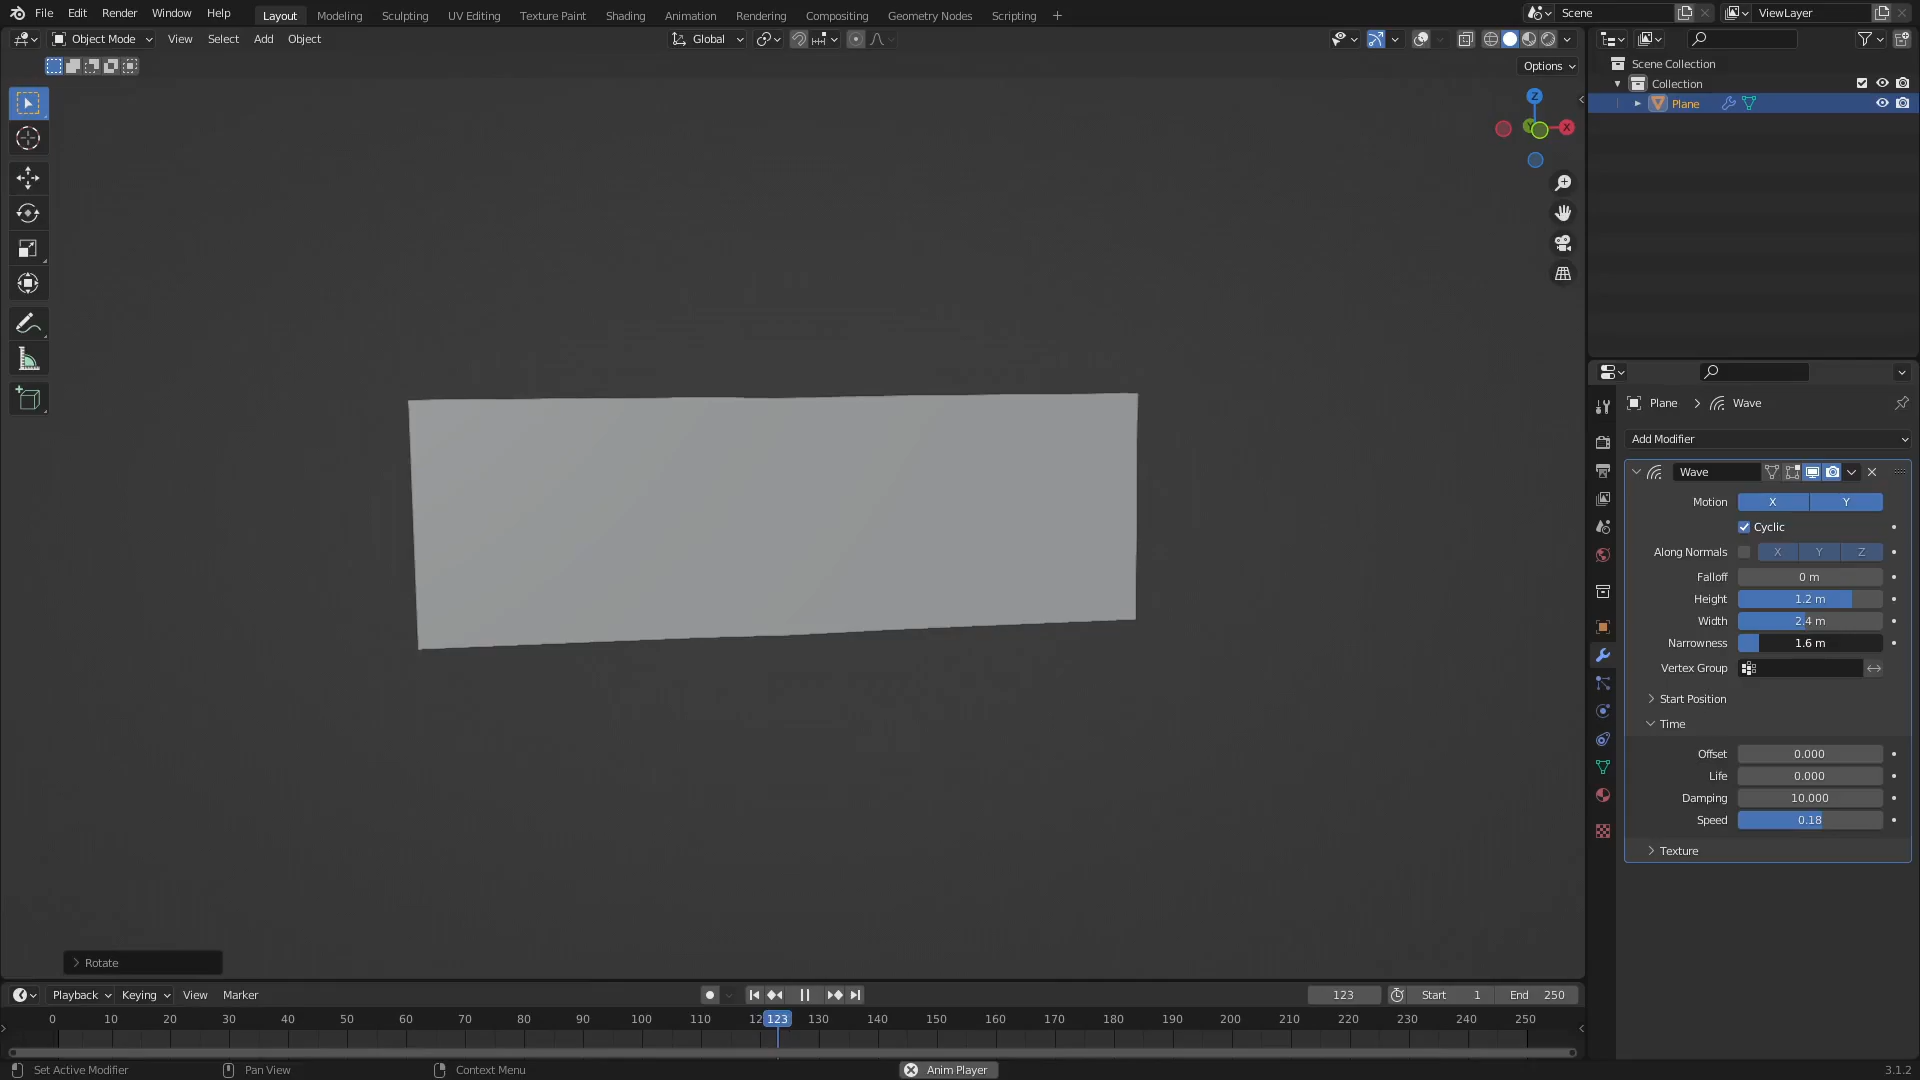 File Edit Render Window Help Layout Modeling Sculpting UV Editing Texture Paint Shading Animation Rendering Compositing Geometry Nodes Scripting + Scene ViewLayer
Object Mode View Select Add Object Global
Options
Z
Y
X
Scene Collection
Collection
Plane
Plane Wave
Add Modifier
Wave
Motion X Y
Cyclic
Along Normals X Y Z
Falloff 0 m
Height 1.2 m
Width 2.4 m
Narrowness 1.6 m
Vertex Group
Start Position
Time
Offset 0.000
Life 0.000
Damping 10.000
Speed 0.18
Texture
Rotate
Playback Keying View Marker 123 Start 1 End 250
0 10 20 30 40 50 60 70 80 90 100 110 12 123 130 140 150 160 170 180 190 200 210 220 230 240 250
Set Active Modifier Pan View Context Menu Anim Player 3.1.2